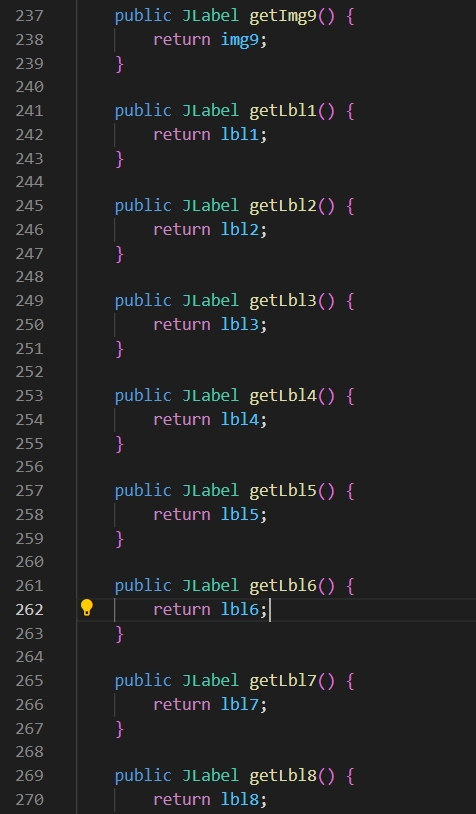 237 public JLabel getImg9() {
238 return img9;
239 }
240
241 public JLabel getLbl1() {
242 return lbl1;
243 }
244
245 public JLabel getLbl2() {
246 return lbl2;
247 }
248
249 public JLabel getLbl3() {
250 return lbl3;
251 }
252
253 public JLabel getLbl4() {
254 return lbl4;
255 }
256
257 public JLabel getLbl5() {
258 return lbl5;
259 }
260
261 public JLabel getLbl6() {
262 return lbl6;
263 }
264
265 public JLabel getLbl7() {
266 return lbl7;
267 }
268
269 public JLabel getLbl8() {
270 return lbl8;